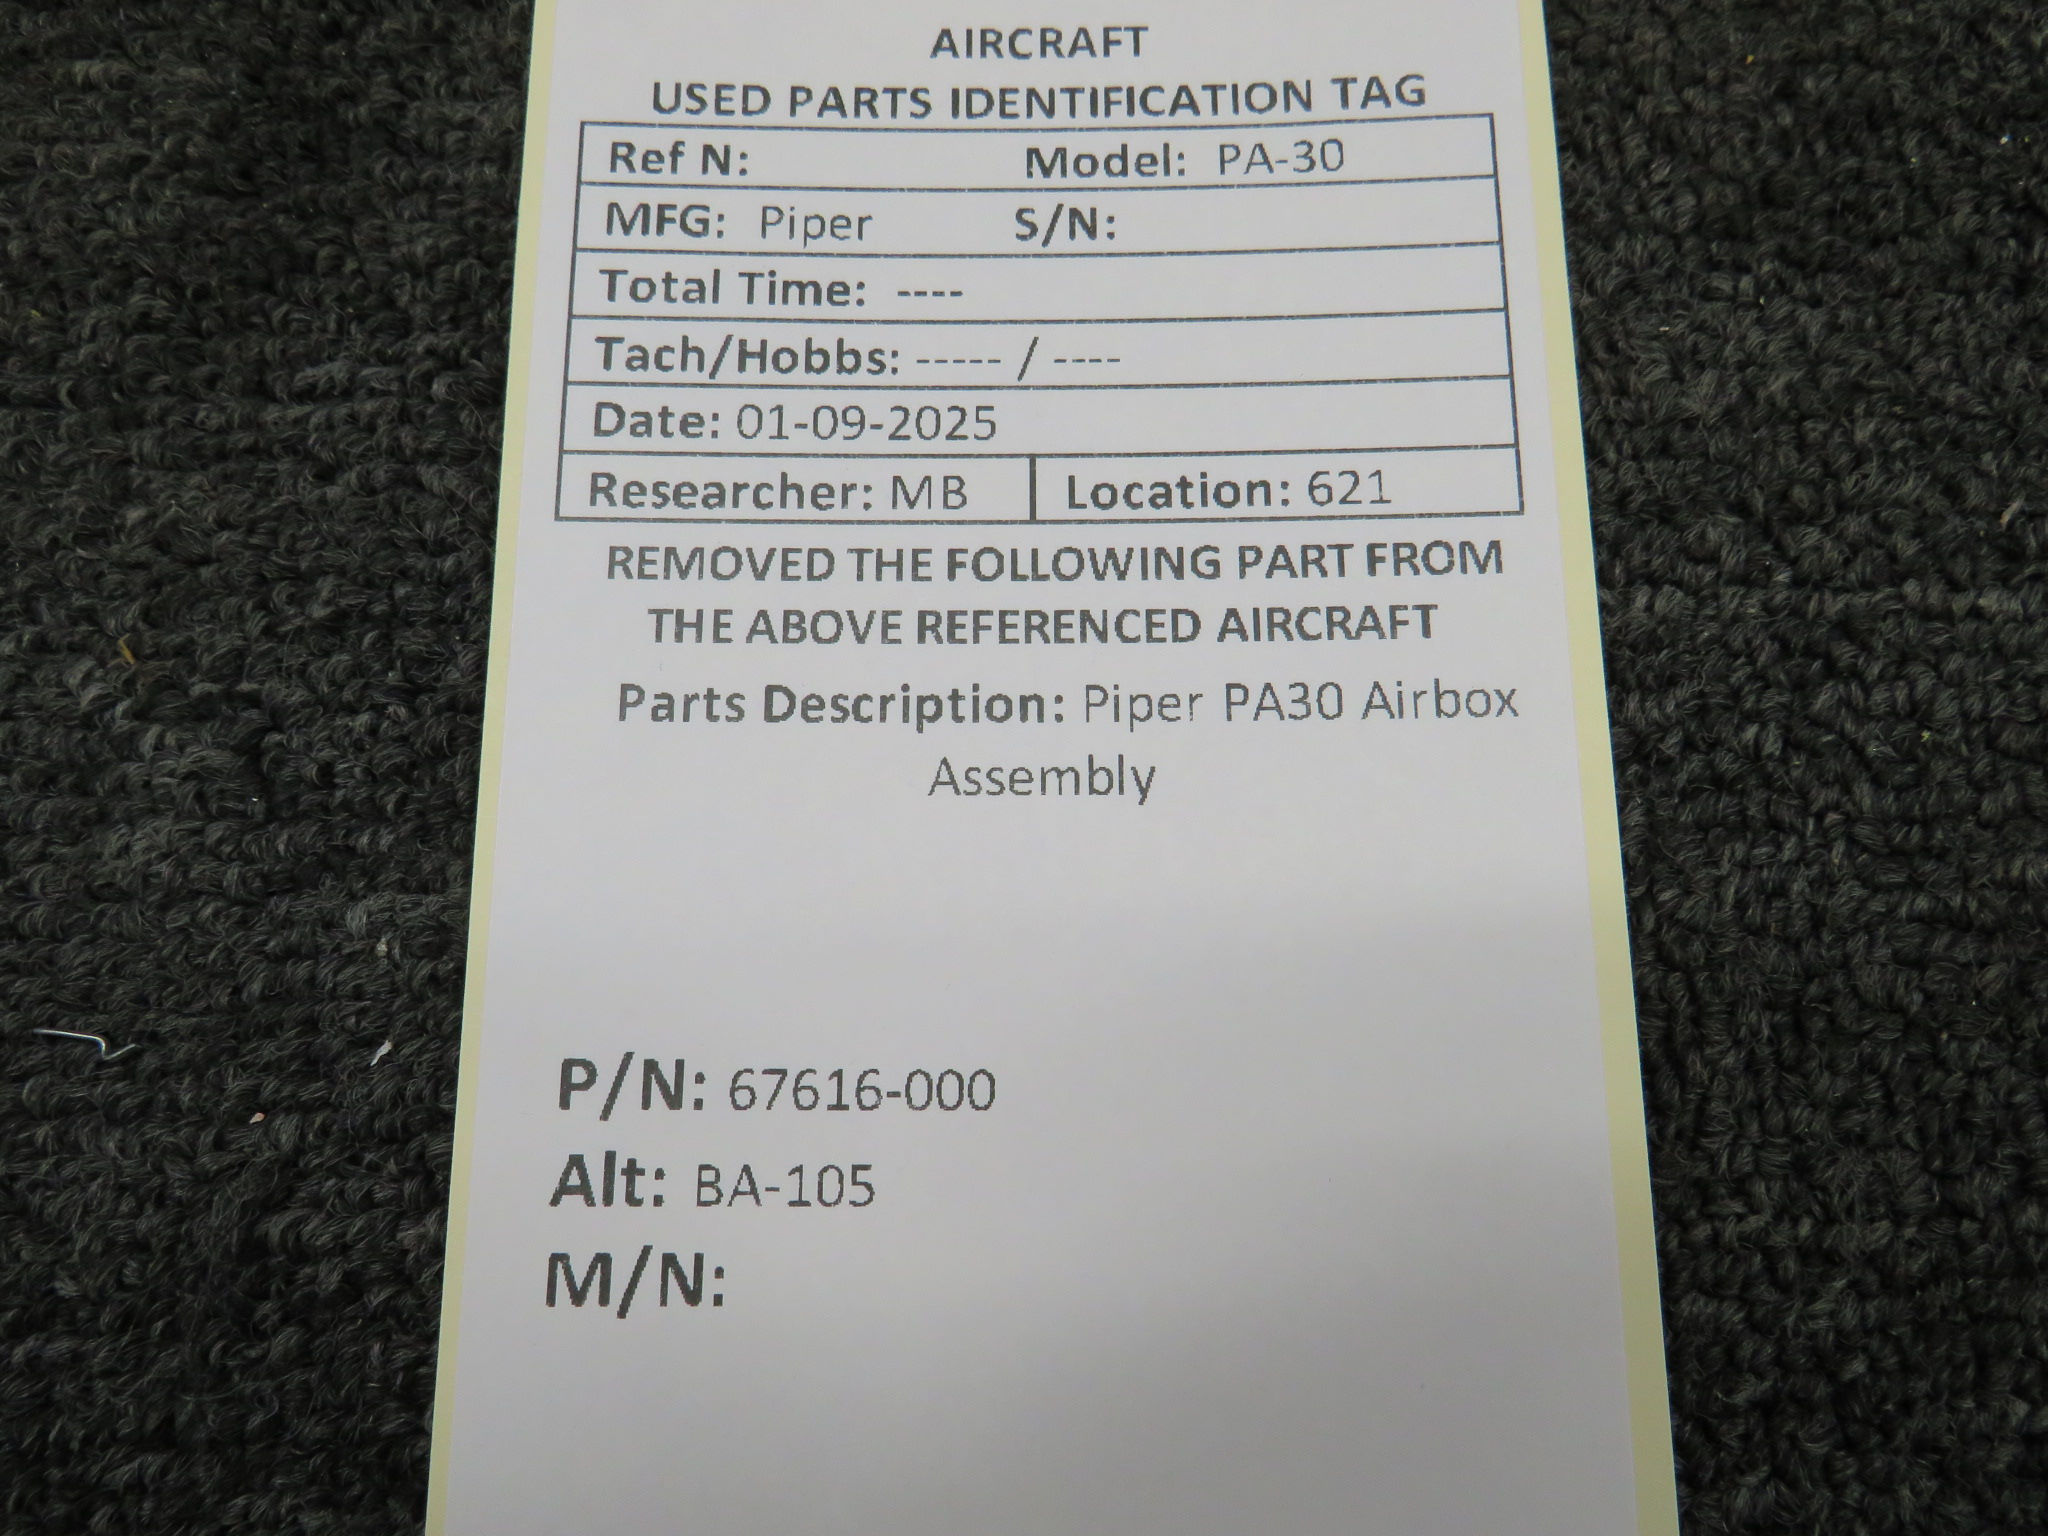 AIRCRAFT
USED PARTS IDENTIFICATION TAG
Ref N: Model: PA-30
MFG: Piper S/N:
Total Time: ----
Tach/Hobbs: ----- / ----
Date: 01-09-2025
Researcher: MB Location: 621
REMOVED THE FOLLOWING PART FROM
THE ABOVE REFERENCED AIRCRAFT
Parts Description: Piper PA30 Airbox
Assembly
P/N: 67616-000
Alt: BA-105
M/N: